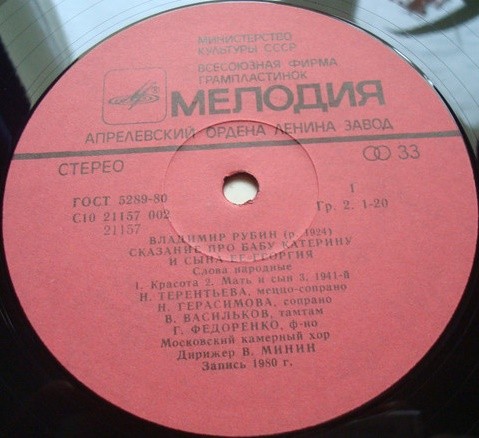 МИНИСТЕРСТВО
КУЛЬТУРЫ СССР
ВСЕСОЮЗНАЯ ФИРМА
ГРАМПЛАСТИНОК
МЕЛОДИЯ
АПРЕЛЕВСКИЙ ОРДЕНА ЛЕНИНА ЗАВОД
СТЕРЕО 33
ГОСТ 5289-80 1
С10 21157 002 Гр. 2. 1-20
21157
ВЛАДИМИР РУБИН (р. 1924)
СКАЗАНИЕ ПРО БАБУ КАТЕРИНУ
И СЫНА ЕЕ ГЕОРГИЯ
Слова народные
1. Красота 2. Мать и сын 3. 1941-й
Н. ТЕРЕНТЬЕВА, меццо-сопрано
Н. ГЕРАСИМОВА, сопрано
В. ВАСИЛЬКОВ, тамтам
Г. ФЕДОРЕНКО, ф-но
Московский камерный хор
Дирижер В. МИНИН
Запись 1980 г.